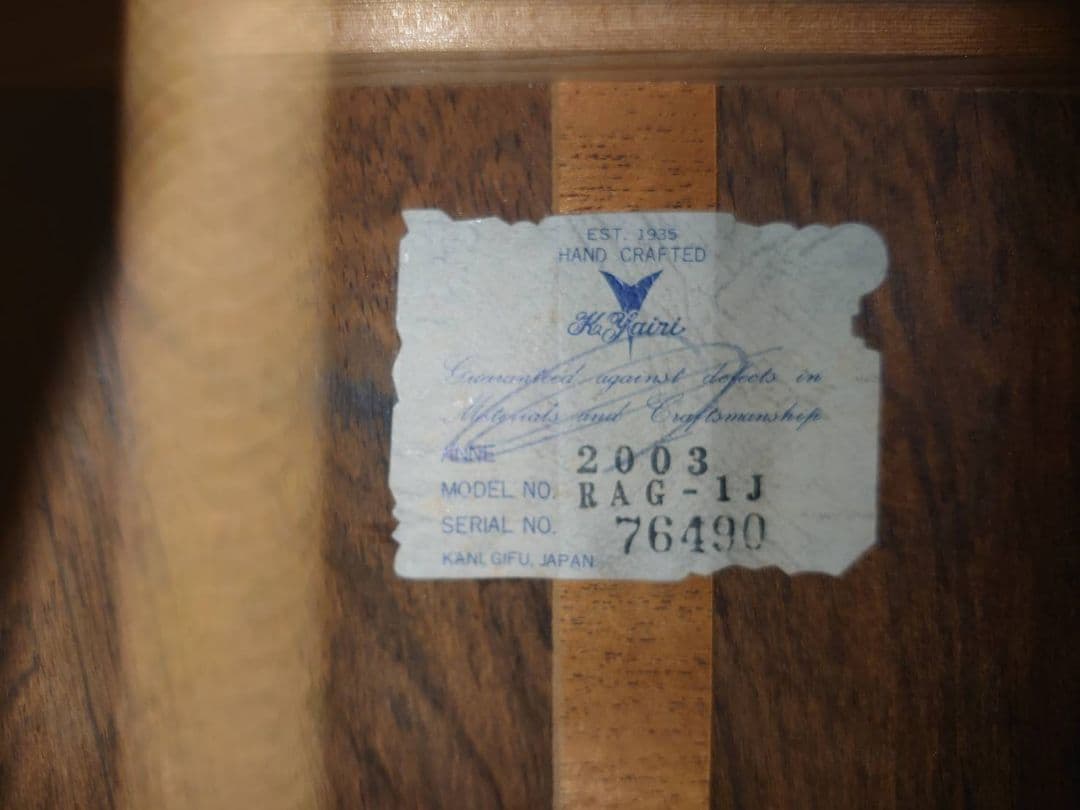 EST. 1935
HAND CRAFTED
K. Yairi
Guaranteed against defects in
Materials and Craftsmanship
ANNE 2003
MODEL NO. RAG-1J
SERIAL NO. 76490
KANI, GIFU, JAPAN